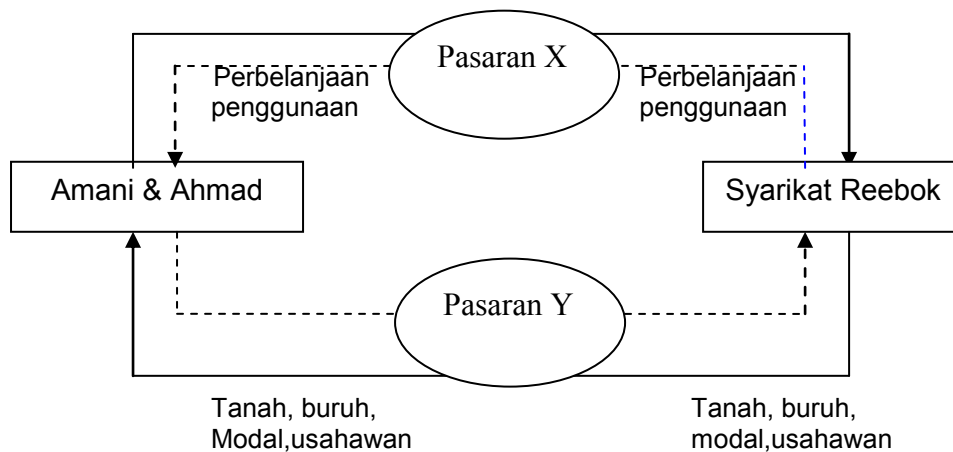 Pasaran X
Perbelanjaan
penggunaan
Perbelanjaan
penggunaan
Amani & Ahmad
Syarikat Reebok
Pasaran Y
Tanah, buruh,
Modal,usahawan
Tanah, buruh,
modal,usahawan